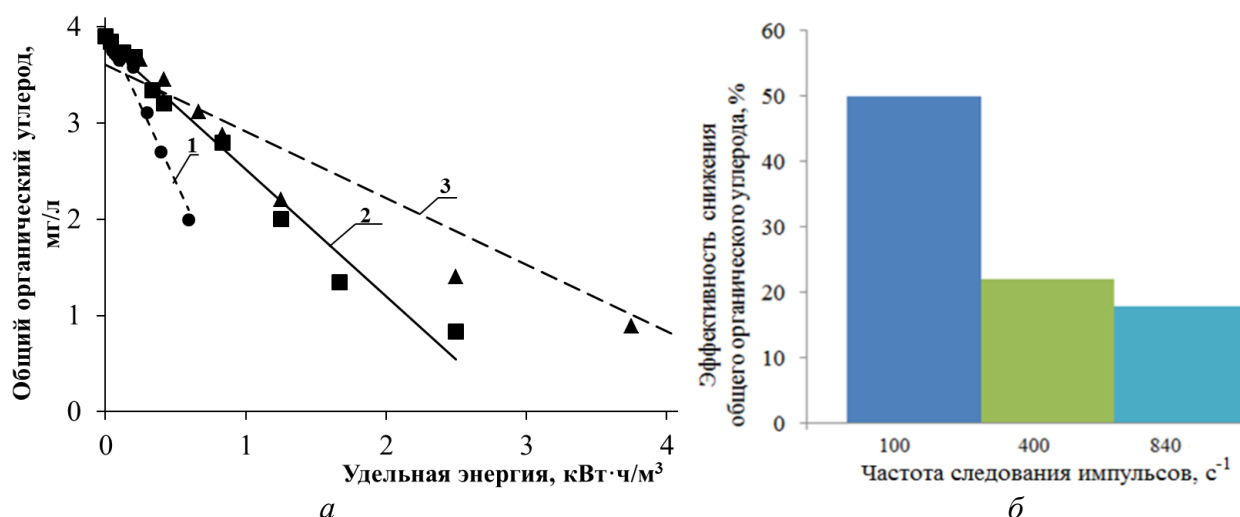 Общий органический углерод,
мг/л
4
3
2
1
0
1
2
3
0
1
2
3
4
Удельная энергия, кВт·ч/м³
а
Эффективность снижения
общего органического углерода, %
60
50
40
30
20
10
0
100
400
840
Частота следования импульсов, с⁻¹
б